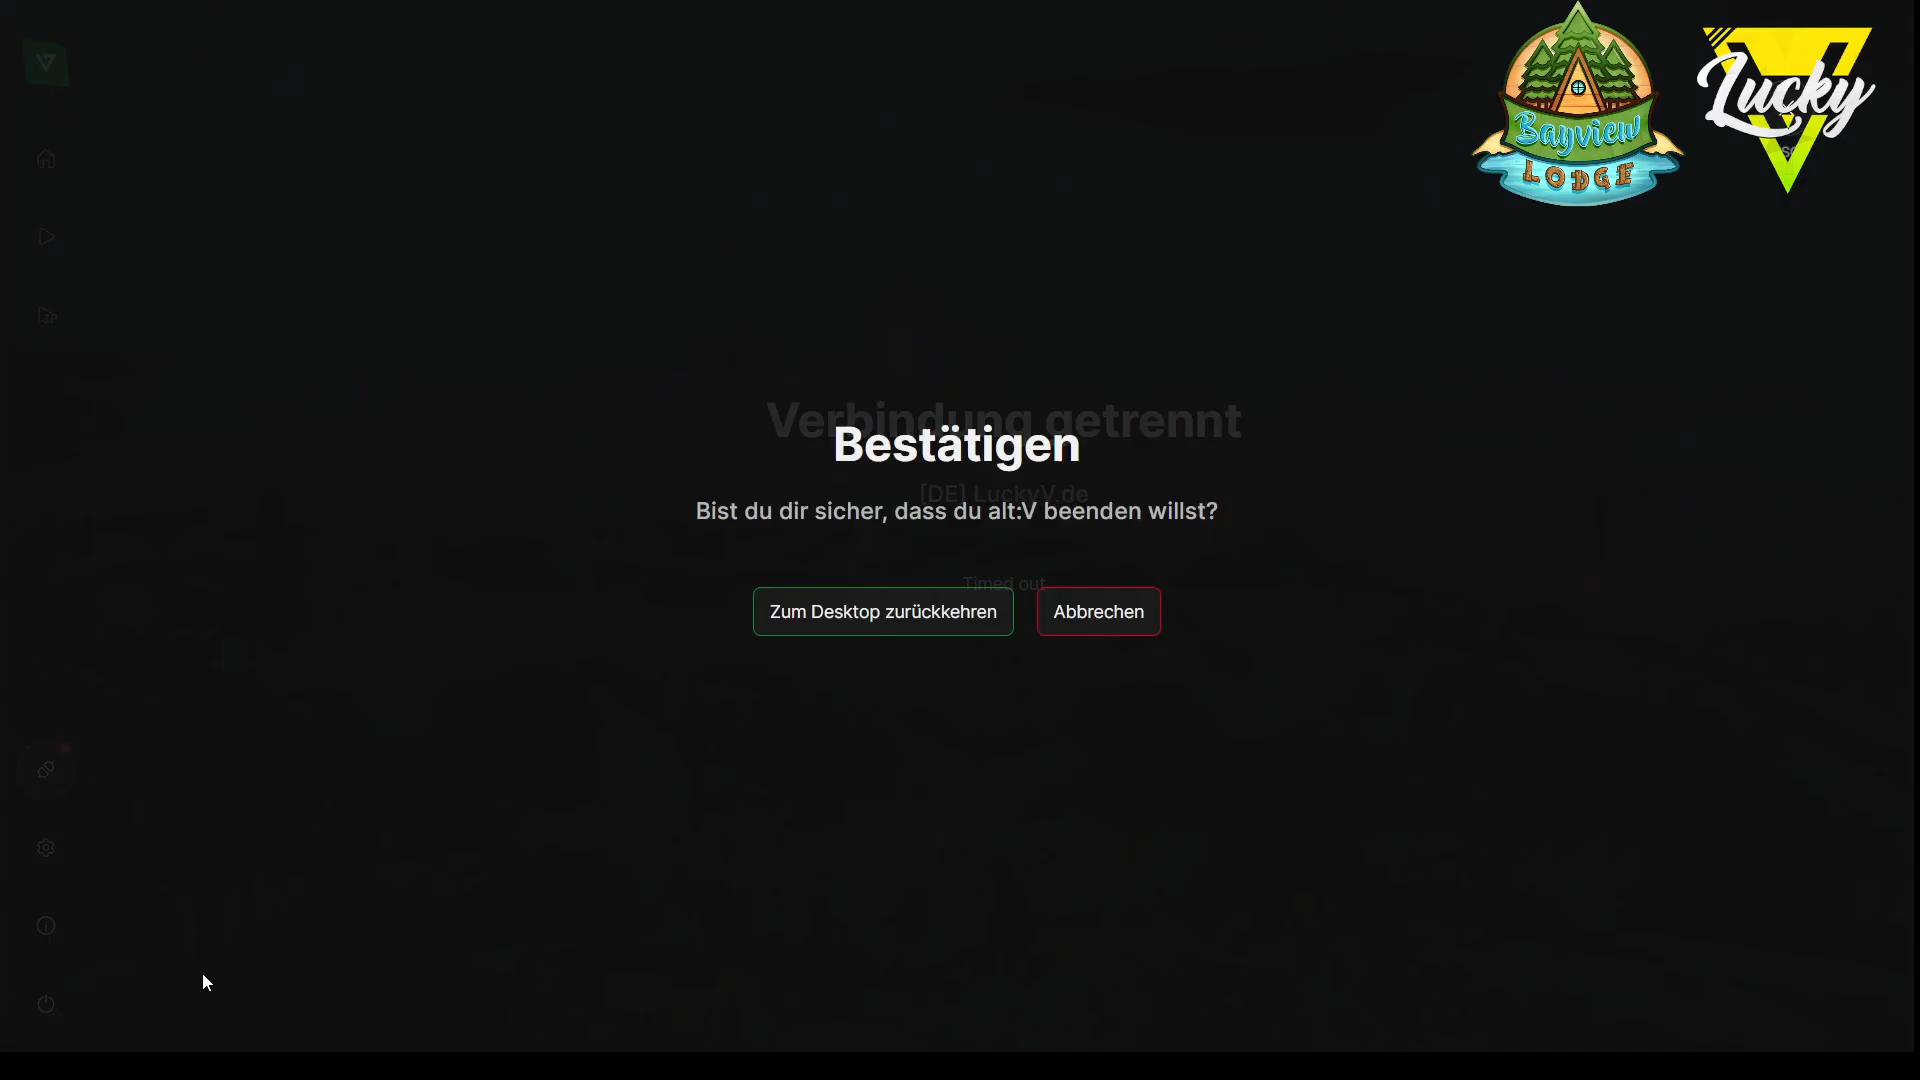 Bayview
LODGE
Lucky
V
Verbindung getrennt
Bestätigen
[DE] LuckyV.de
Bist du dir sicher, dass du alt:V beenden willst?
Timed out
Zum Desktop zurückkehren
Abbrechen